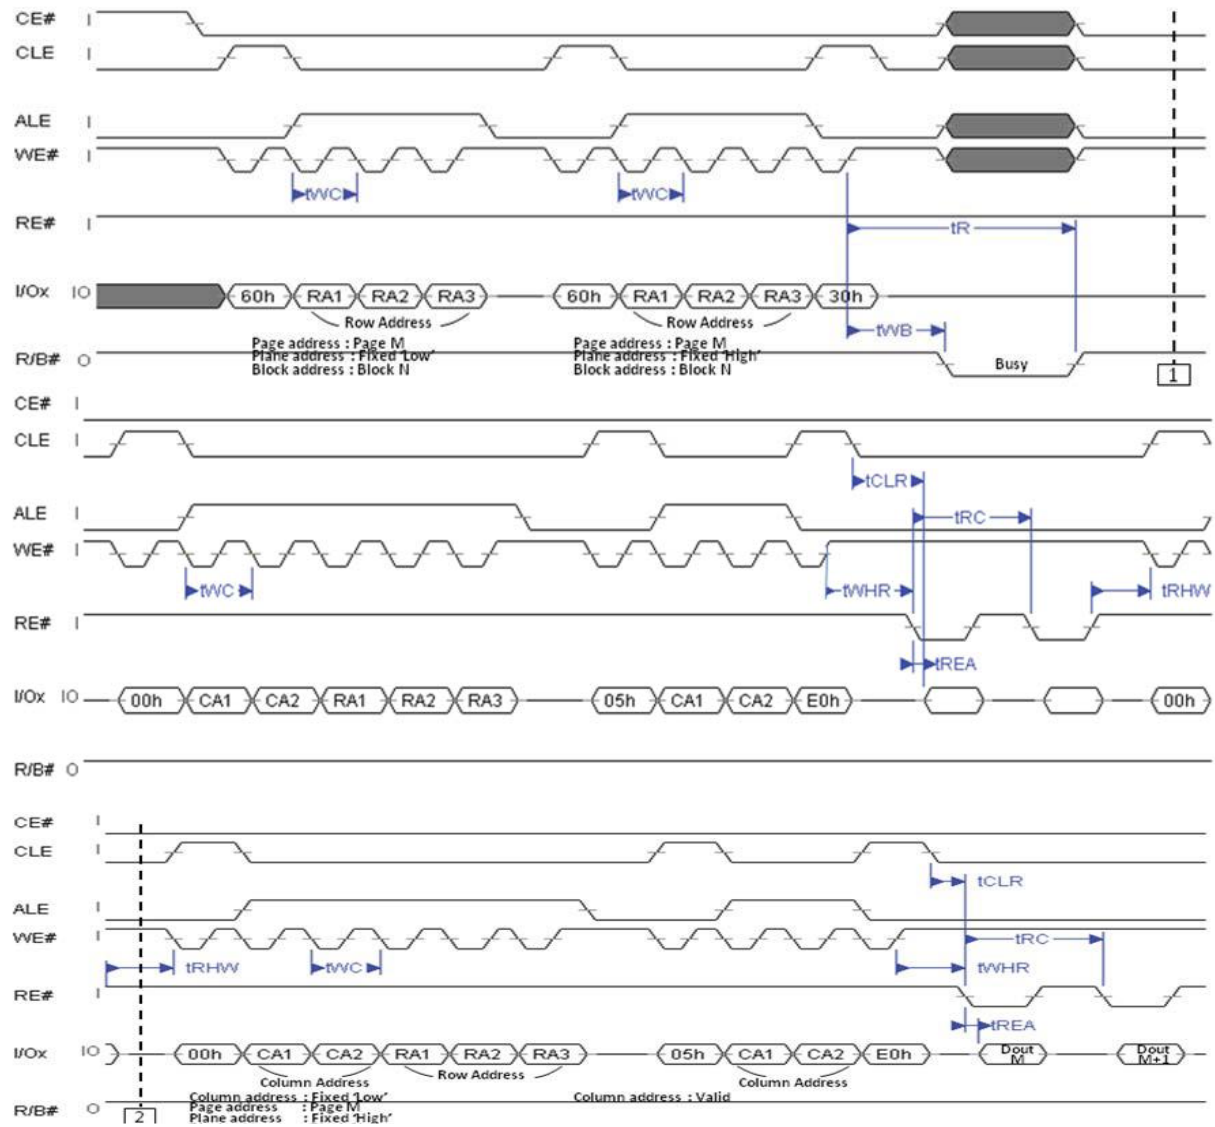 CE# I
CLE I
ALE I
WE# I
tWC tWC
RE# I
tR
I/Ox IO 60h RA1 RA2 RA3 60h RA1 RA2 RA3 30h
Row Address Row Address
tWB
Page address : Page M Page address : Page M
Plane address : Fixed 'Low' Plane address : Fixed 'High'
Block address : Block N Block address : Block N
R/B# O Busy
1
CE# I
CLE I
tCLR
ALE I
tRC
WE# I
tWC tWHR tRHW
RE# I
tREA
I/Ox IO 00h CA1 CA2 RA1 RA2 RA3 05h CA1 CA2 E0h 00h
R/B# O
CE# I
CLE I
tCLR
ALE I
WE# I
tRC
tRHW tWC tWHR
RE# I
tREA
I/Ox IO 00h CA1 CA2 RA1 RA2 RA3 05h CA1 CA2 E0h Dout M Dout M+1
Column Address Row Address Column Address
Column address : Fixed 'Low' Column address : Valid
Page address : Page M
Plane address : Fixed 'High'
R/B# O
2